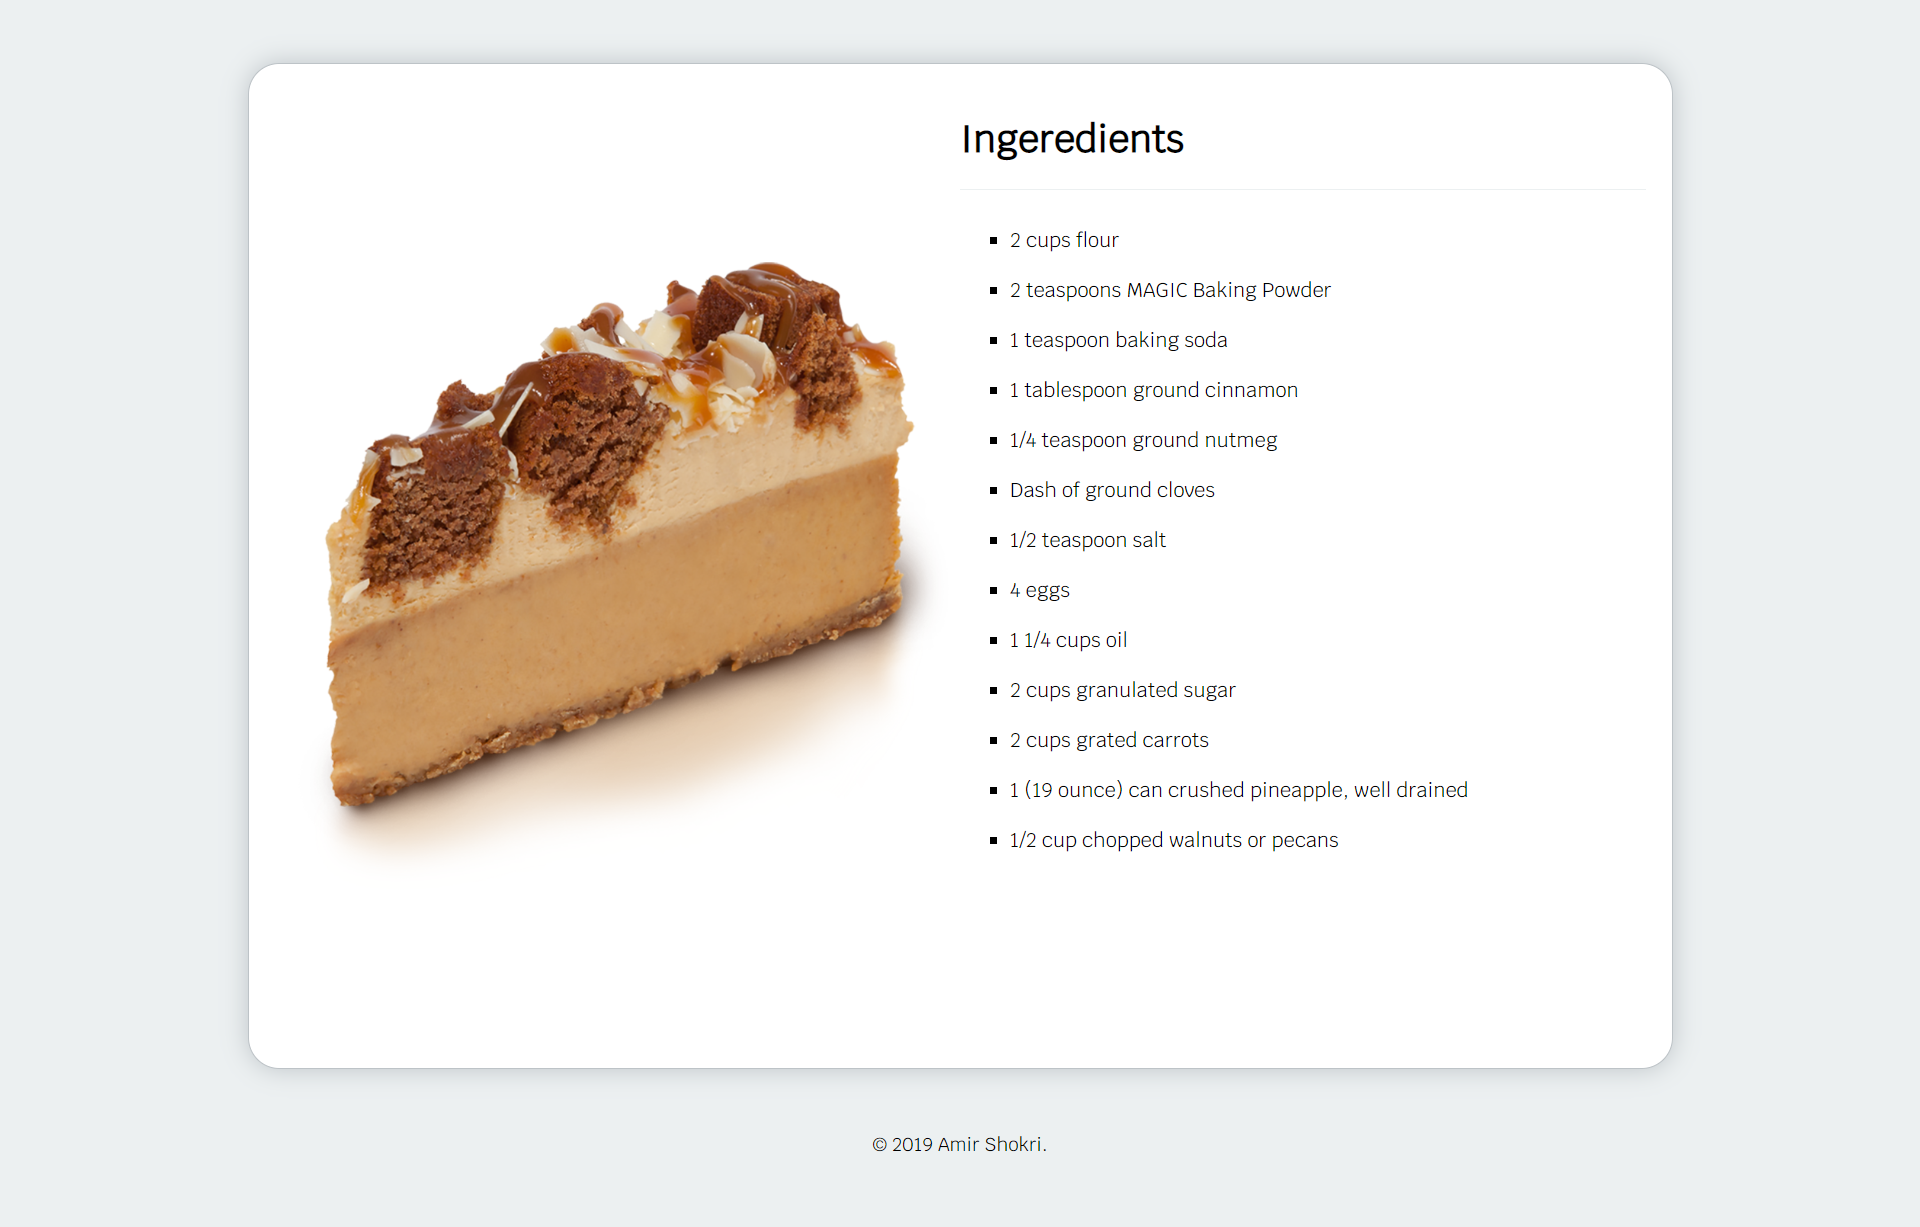 Ingeredients
2 cups flour
2 teaspoons MAGIC Baking Powder
1 teaspoon baking soda
1 tablespoon ground cinnamon
1/4 teaspoon ground nutmeg
Dash of ground cloves
1/2 teaspoon salt
4 eggs
1 1/4 cups oil
2 cups granulated sugar
2 cups grated carrots
1 (19 ounce) can crushed pineapple, well drained
1/2 cup chopped walnuts or pecans
© 2019 Amir Shokri.